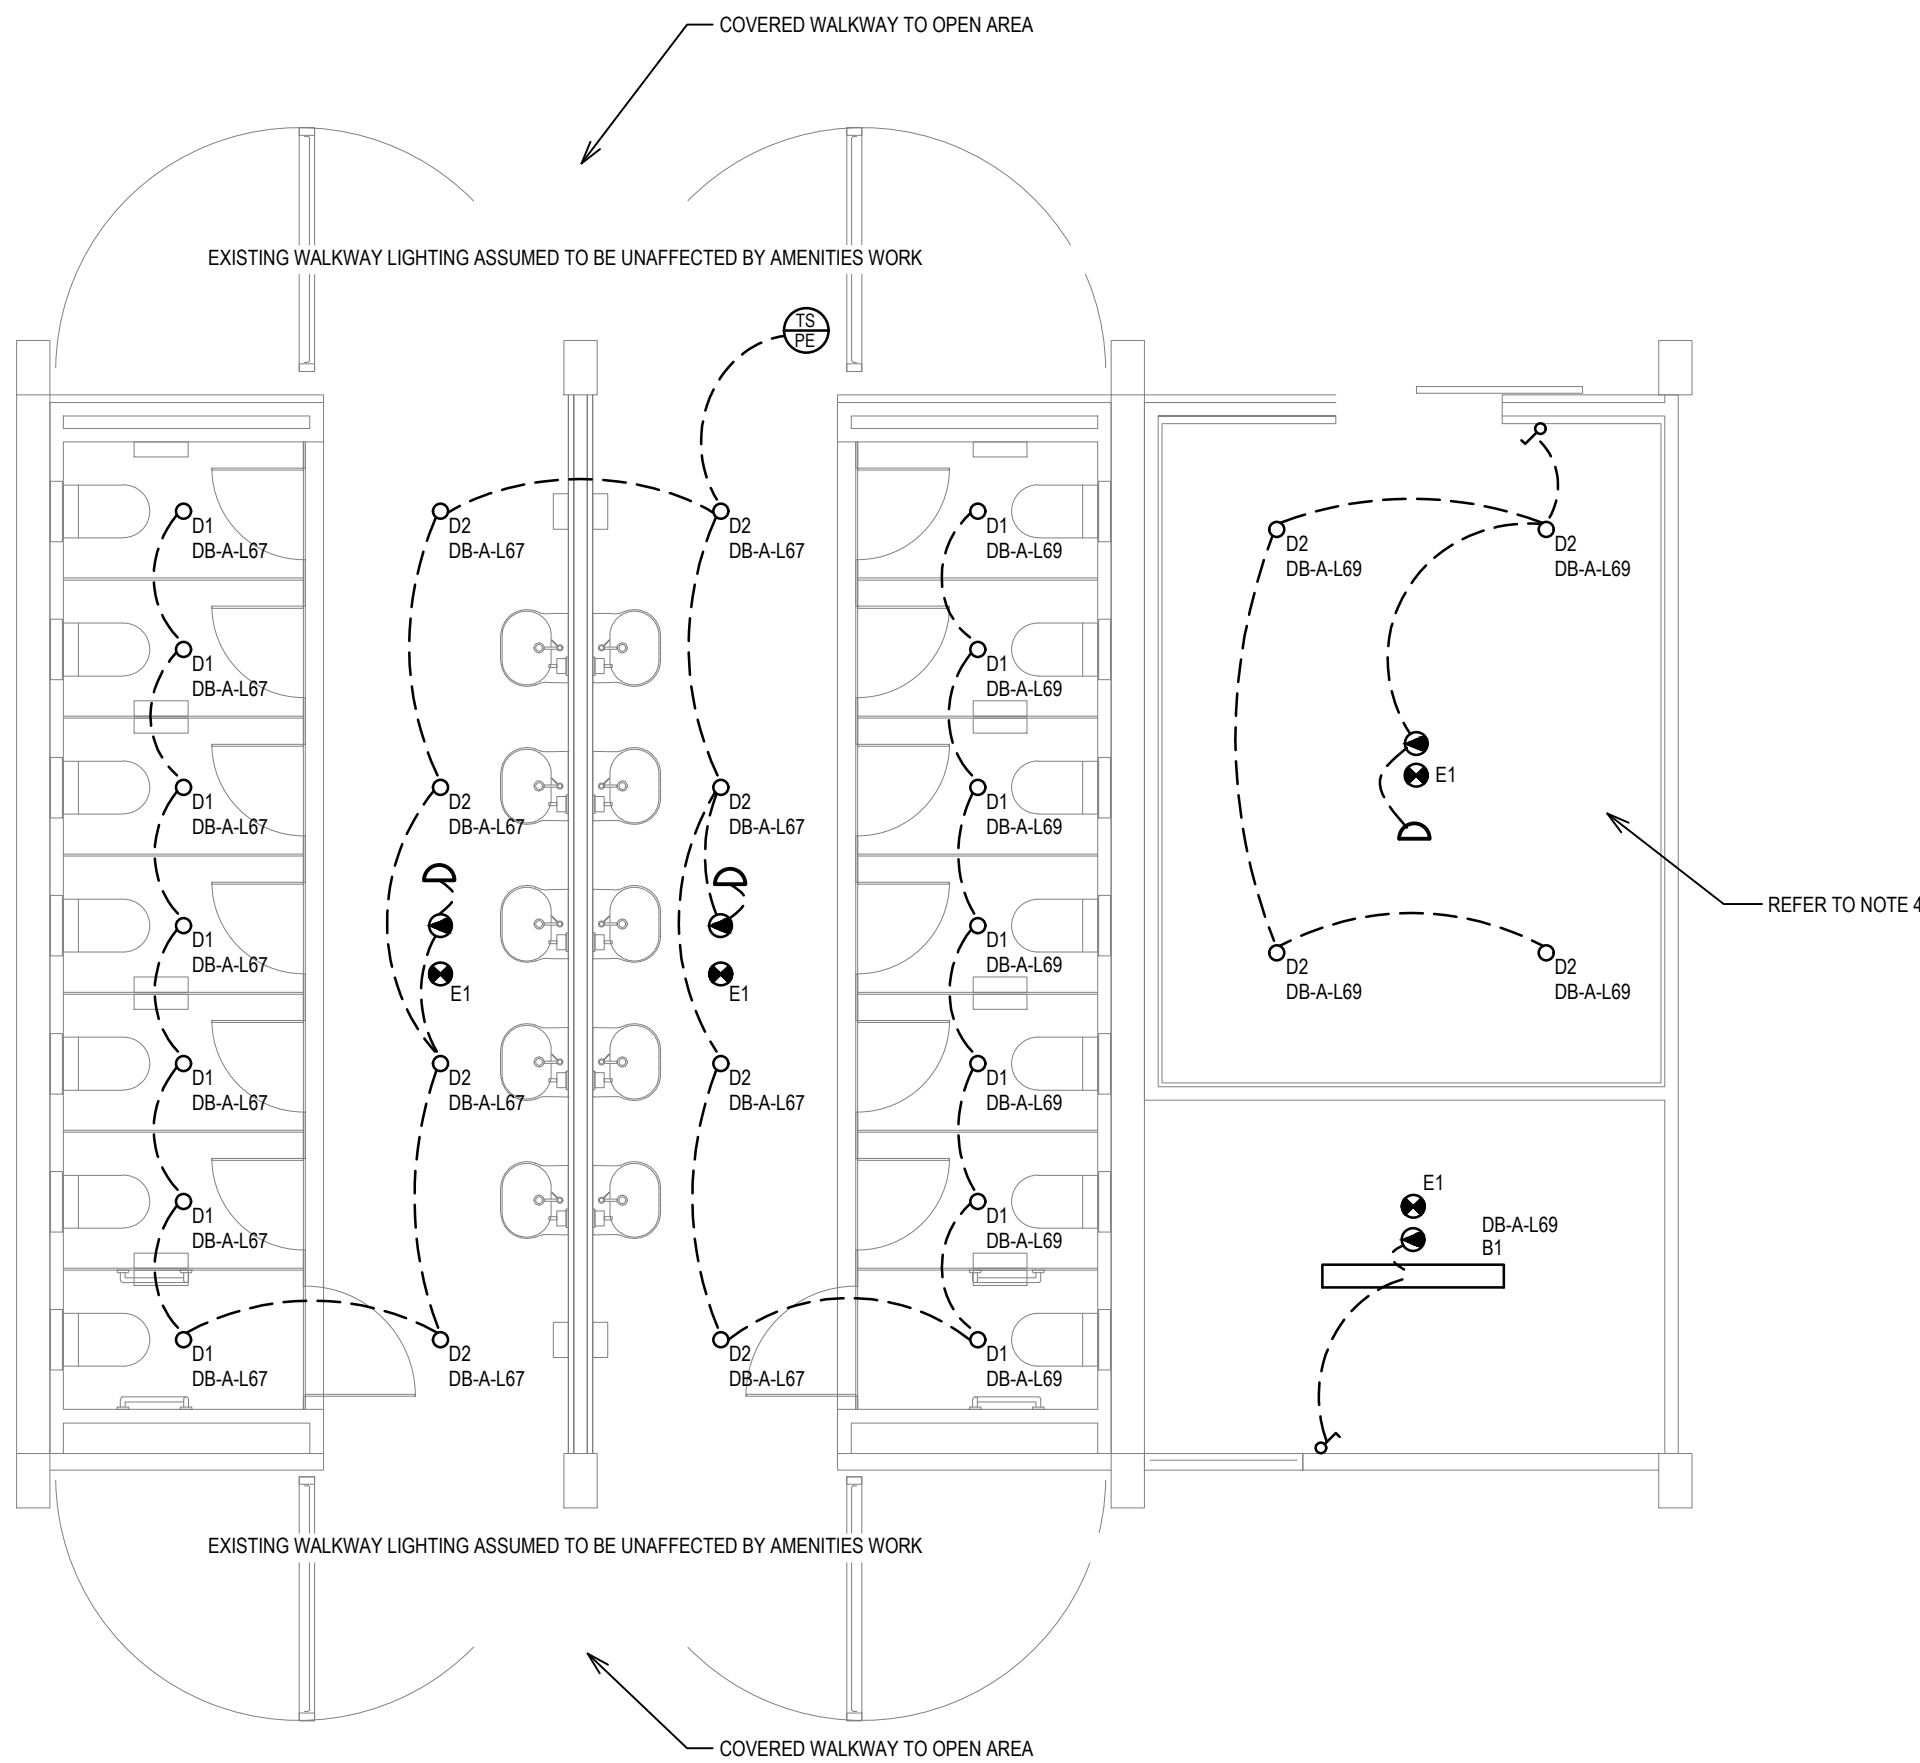 COVERED WALKWAY TO OPEN AREA
EXISTING WALKWAY LIGHTING ASSUMED TO BE UNAFFECTED BY AMENITIES WORK
TS
PE
D1
DB-A-L67
D2
DB-A-L67
D2
DB-A-L67
D1
DB-A-L69
D2
DB-A-L69
D2
DB-A-L69
D1
DB-A-L67
D1
DB-A-L69
E1
D1
DB-A-L67
D2
DB-A-L67
D2
DB-A-L67
D1
DB-A-L69
REFER TO NOTE 4
D1
DB-A-L67
D1
DB-A-L69
E1
E1
D2
DB-A-L69
D2
DB-A-L69
D1
DB-A-L67
D2
DB-A-L67
D2
DB-A-L67
D1
DB-A-L69
E1
D1
DB-A-L67
D1
DB-A-L69
DB-A-L69
B1
D1
DB-A-L67
D2
DB-A-L67
D2
DB-A-L67
D1
DB-A-L69
EXISTING WALKWAY LIGHTING ASSUMED TO BE UNAFFECTED BY AMENITIES WORK
COVERED WALKWAY TO OPEN AREA